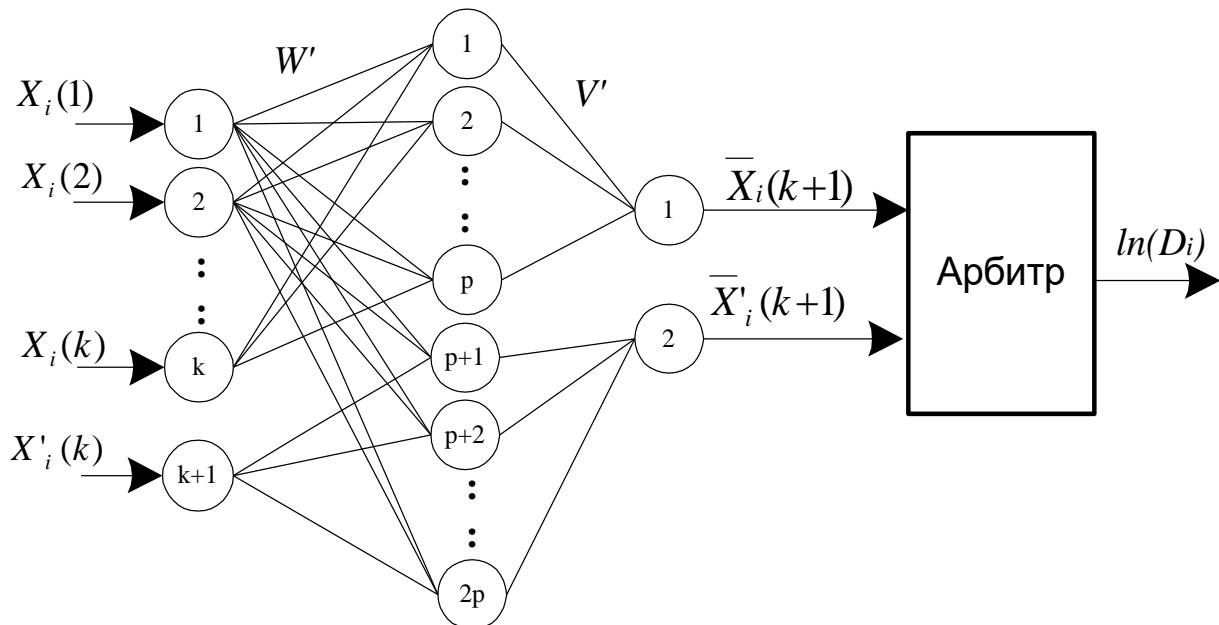 W'
V'
X_i(1)
X_i(2)
X_i(k)
X'_i(k)
1
2
:
:
k
k+1
1
2
:
:
p
p+1
p+2
:
:
2p
1
2
X̅_i(k+1)
X̅'_i(k+1)
Арбитр
ln(D_i)